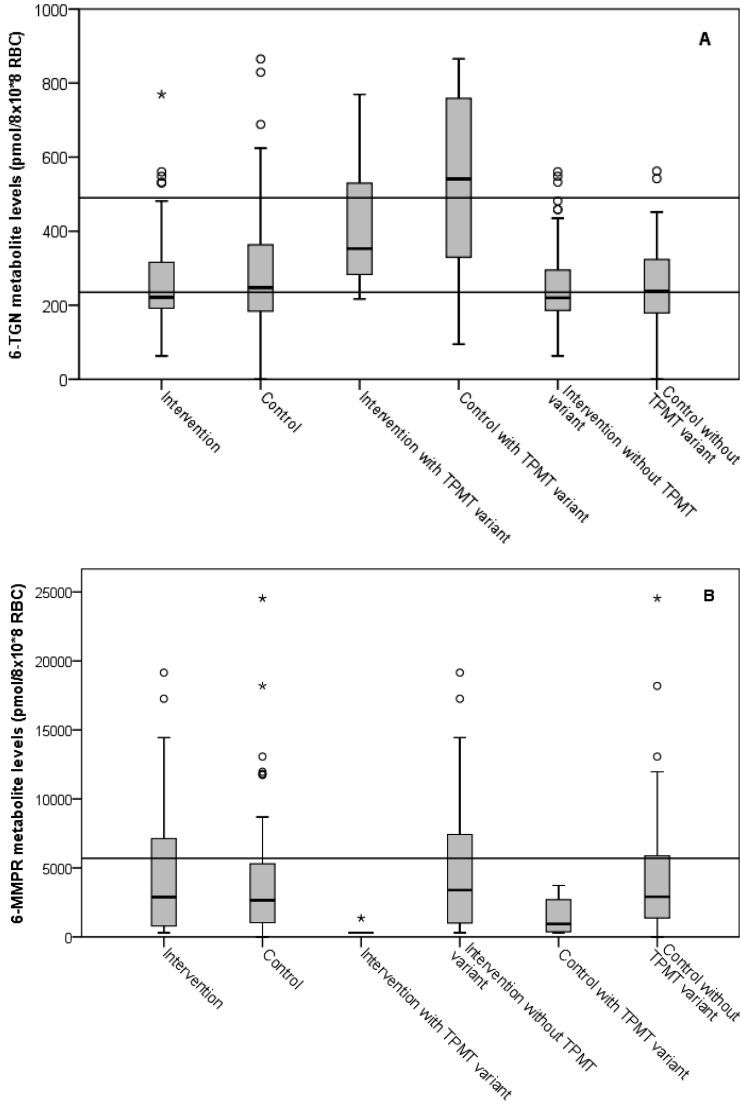 A
6-TGN metabolite levels (pmol/8x10*8 RBC)
1000
800
600
400
200
0
Intervention
Control
Intervention with TPMT variant
Control with TPMT variant
Intervention without TPMT
variant
Control without
TPMT variant
B
6-MMPR metabolite levels (pmol/8x10*8 RBC)
25000
20000
15000
10000
5000
0
Intervention
Control
Intervention with TPMT variant
Intervention without TPMT
variant
Control with TPMT variant
Control without
TPMT variant